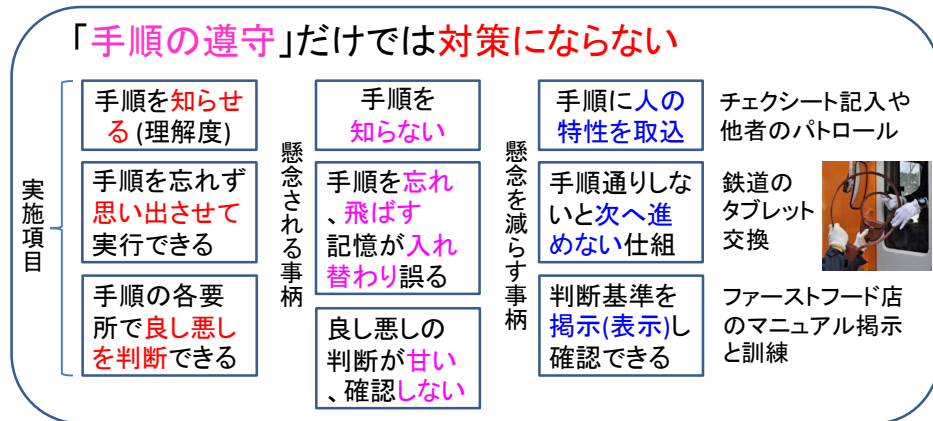 「手順の遵守」だけでは対策にならない
実施項目
手順を知らせ
る(理解度)
手順を忘れず
思い出させて
実行できる
手順の各要
所で良し悪し
を判断できる
懸念される事柄
手順を
知らない
手順を忘れ
、飛ばす
記憶が入れ
替わり誤る
良し悪しの
判断が甘い
、確認しない
懸念を減らす事柄
手順に人の
特性を取込
手順通りしな
いと次へ進
めない仕組
判断基準を
掲示(表示)し
確認できる
チェクシート記入や
他者のパトロール
鉄道の
タブレット
交換
ファーストフード店
のマニュアル掲示
と訓練